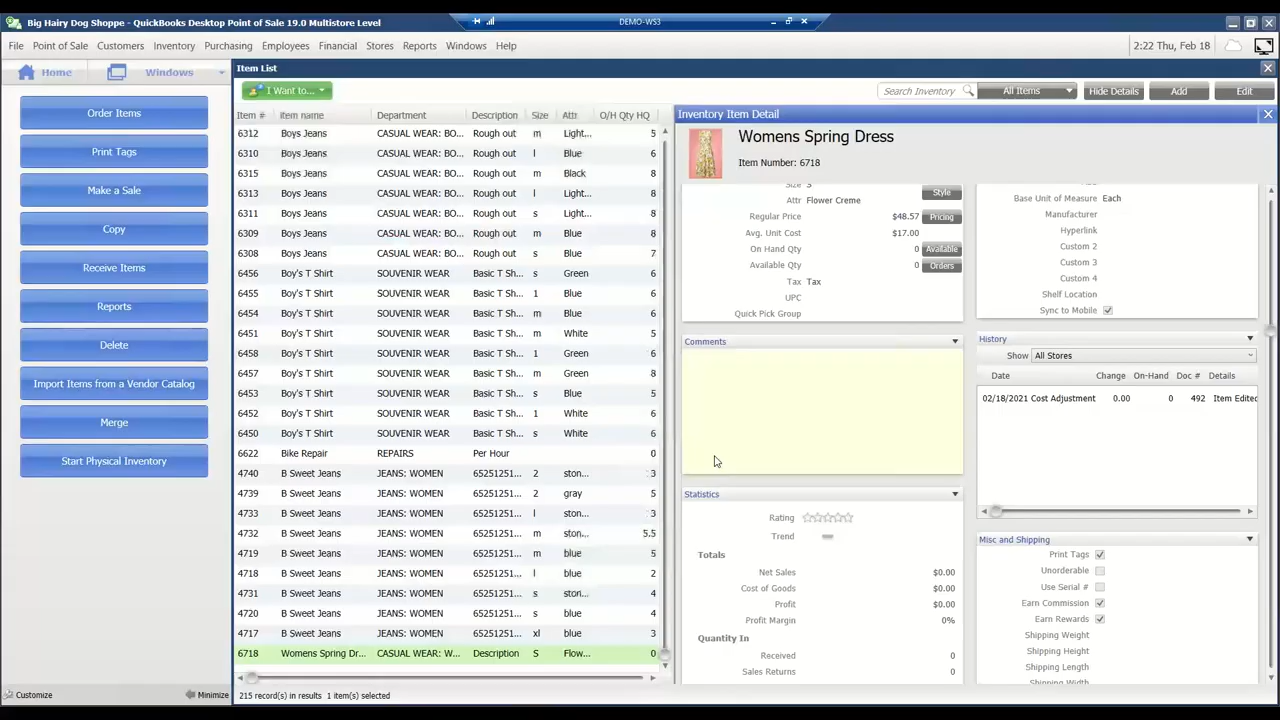 Big Hairy Dog Shoppe - QuickBooks Desktop Point of Sale 19.0 Multistore Level
DEMO-WS3
File Point of Sale Customers Inventory Purchasing Employees Financial Stores Reports Windows Help
2:22 Thu, Feb 18
Home
Windows
Item List
Order Items
Print Tags
Make a Sale
Copy
Receive Items
Reports
Delete
Import Items from a Vendor Catalog
Merge
Start Physical Inventory
Customize
Minimize
I Want to...
Search Inventory
All Items
Hide Details
Add
Edit
Item # Item name Department Description Size Attr O/H Qty HQ
6312 Boys Jeans CASUAL WEAR: BO... Rough out m Light... 5
6310 Boys Jeans CASUAL WEAR: BO... Rough out l Blue 6
6315 Boys Jeans CASUAL WEAR: BO... Rough out m Black 8
6313 Boys Jeans CASUAL WEAR: BO... Rough out l Light... 8
6311 Boys Jeans CASUAL WEAR: BO... Rough out s Light... 8
6309 Boys Jeans CASUAL WEAR: BO... Rough out m Blue 8
6308 Boys Jeans CASUAL WEAR: BO... Rough out s Blue 7
6456 Boy's T Shirt SOUVENIR WEAR Basic T Sh... s Green 6
6455 Boy's T Shirt SOUVENIR WEAR Basic T Sh... 1 Blue 6
6454 Boy's T Shirt SOUVENIR WEAR Basic T Sh... m Blue 6
6451 Boy's T Shirt SOUVENIR WEAR Basic T Sh... m White 5
6458 Boy's T Shirt SOUVENIR WEAR Basic T Sh... 1 Green 6
6457 Boy's T Shirt SOUVENIR WEAR Basic T Sh... m Green 8
6453 Boy's T Shirt SOUVENIR WEAR Basic T Sh... s Blue 6
6452 Boy's T Shirt SOUVENIR WEAR Basic T Sh... 1 White 6
6450 Boy's T Shirt SOUVENIR WEAR Basic T Sh... s White 6
6622 Bike Repair REPAIRS Per Hour 0
4740 B Sweet Jeans JEANS: WOMEN 65251251... 2 ston... 3
4739 B Sweet Jeans JEANS: WOMEN 65251251... 2 gray 5
4733 B Sweet Jeans JEANS: WOMEN 65251251... l ston... 3
4732 B Sweet Jeans JEANS: WOMEN 65251251... m ston... 5.5
4719 B Sweet Jeans JEANS: WOMEN 65251251... m blue 5
4718 B Sweet Jeans JEANS: WOMEN 65251251... l blue 2
4731 B Sweet Jeans JEANS: WOMEN 65251251... s ston... 4
4720 B Sweet Jeans JEANS: WOMEN 65251251... s blue 4
4717 B Sweet Jeans JEANS: WOMEN 65251251... xl blue 3
6718 Womens Spring Dr... CASUAL WEAR: W... Description S Flow... 0
215 record(s) in results 1 item(s) selected
Inventory Item Detail
Womens Spring Dress
Item Number: 6718
Size S
Style
Attr Flower Creme
Regular Price $48.57 Pricing
Avg. Unit Cost $17.00
On Hand Qty 0 Available
Available Qty 0 Orders
Tax Tax
UPC
Quick Pick Group
Comments
Statistics
Rating
Trend
Totals
Net Sales $0.00
Cost of Goods $0.00
Profit $0.00
Profit Margin 0%
Quantity In
Received 0
Sales Returns 0
Base Unit of Measure Each
Manufacturer
Hyperlink
Custom 2
Custom 3
Custom 4
Shelf Location
Sync to Mobile
History
Show All Stores
Date Change On-Hand Doc # Details
02/18/2021 Cost Adjustment 0.00 0 492 Item Edited
Misc and Shipping
Print Tags
Unorderable
Use Serial #
Earn Commission
Earn Rewards
Shipping Weight
Shipping Height
Shipping Length
Shipping Width